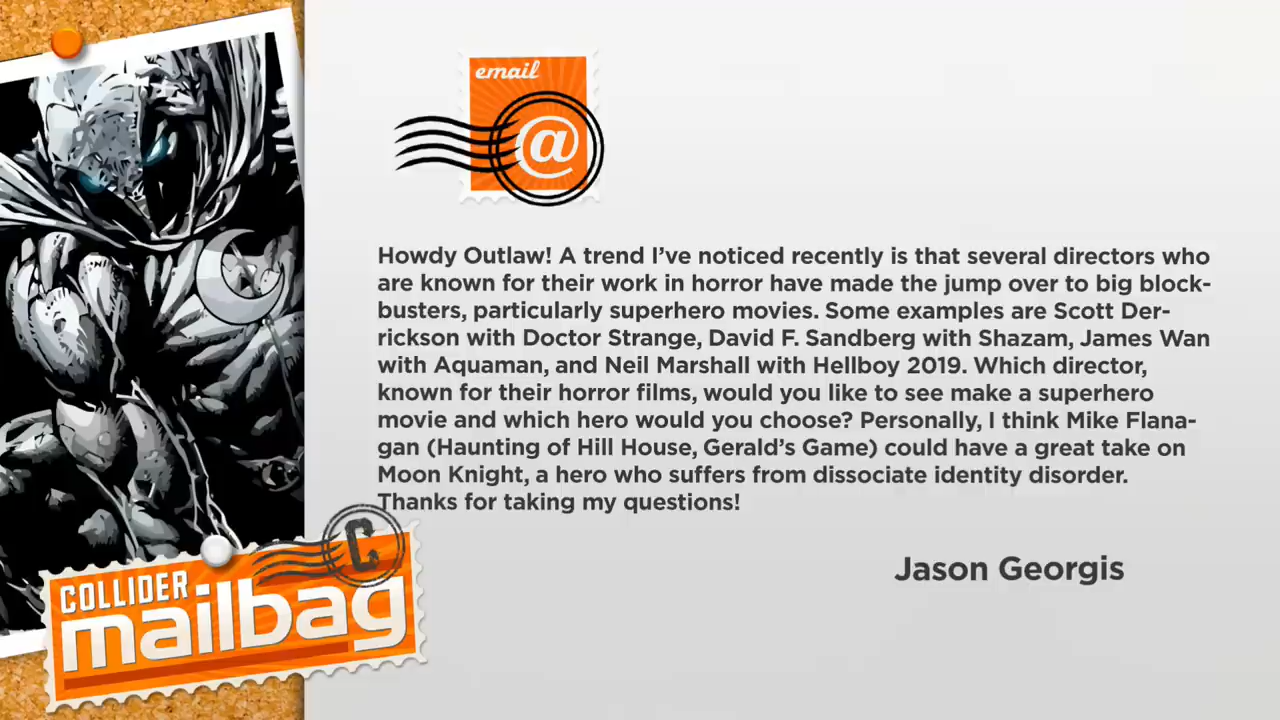 email
@
Howdy Outlaw! A trend I’ve noticed recently is that several directors who
are known for their work in horror have made the jump over to big block-
busters, particularly superhero movies. Some examples are Scott Der-
rickson with Doctor Strange, David F. Sandberg with Shazam, James Wan
with Aquaman, and Neil Marshall with Hellboy 2019. Which director,
known for their horror films, would you like to see make a superhero
movie and which hero would you choose? Personally, I think Mike Flana-
gan (Haunting of Hill House, Gerald’s Game) could have a great take on
Moon Knight, a hero who suffers from dissociate identity disorder.
Thanks for taking my questions!
Jason Georgis
C
COLLIDER
mailbag